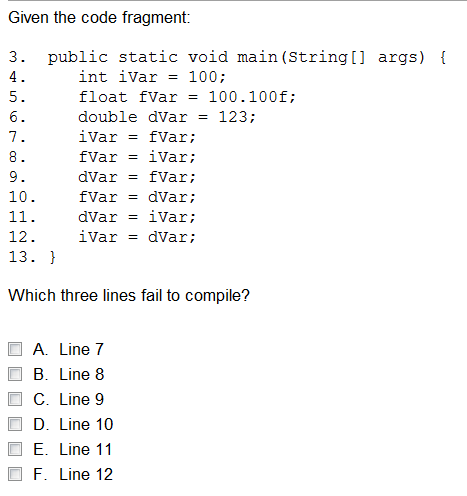 Given the code fragment:
3. public static void main(String[] args) {
4. int iVar = 100;
5. float fVar = 100.100f;
6. double dVar = 123;
7. iVar = fVar;
8. fVar = iVar;
9. dVar = fVar;
10. fVar = dVar;
11. dVar = iVar;
12. iVar = dVar;
13. }
Which three lines fail to compile?
A. Line 7
B. Line 8
C. Line 9
D. Line 10
E. Line 11
F. Line 12